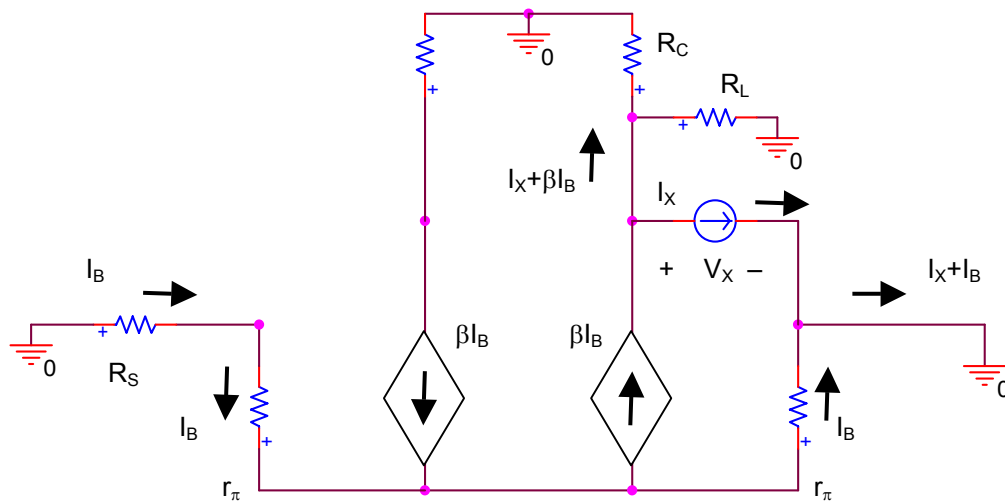 0
R_C
+
+
R_L
+
0
I_X+βI_B
I_X
+ V_X –
I_B
I_X+I_B
βI_B
βI_B
+
0
0
R_S
I_B
+
I_B
+
r_π
r_π